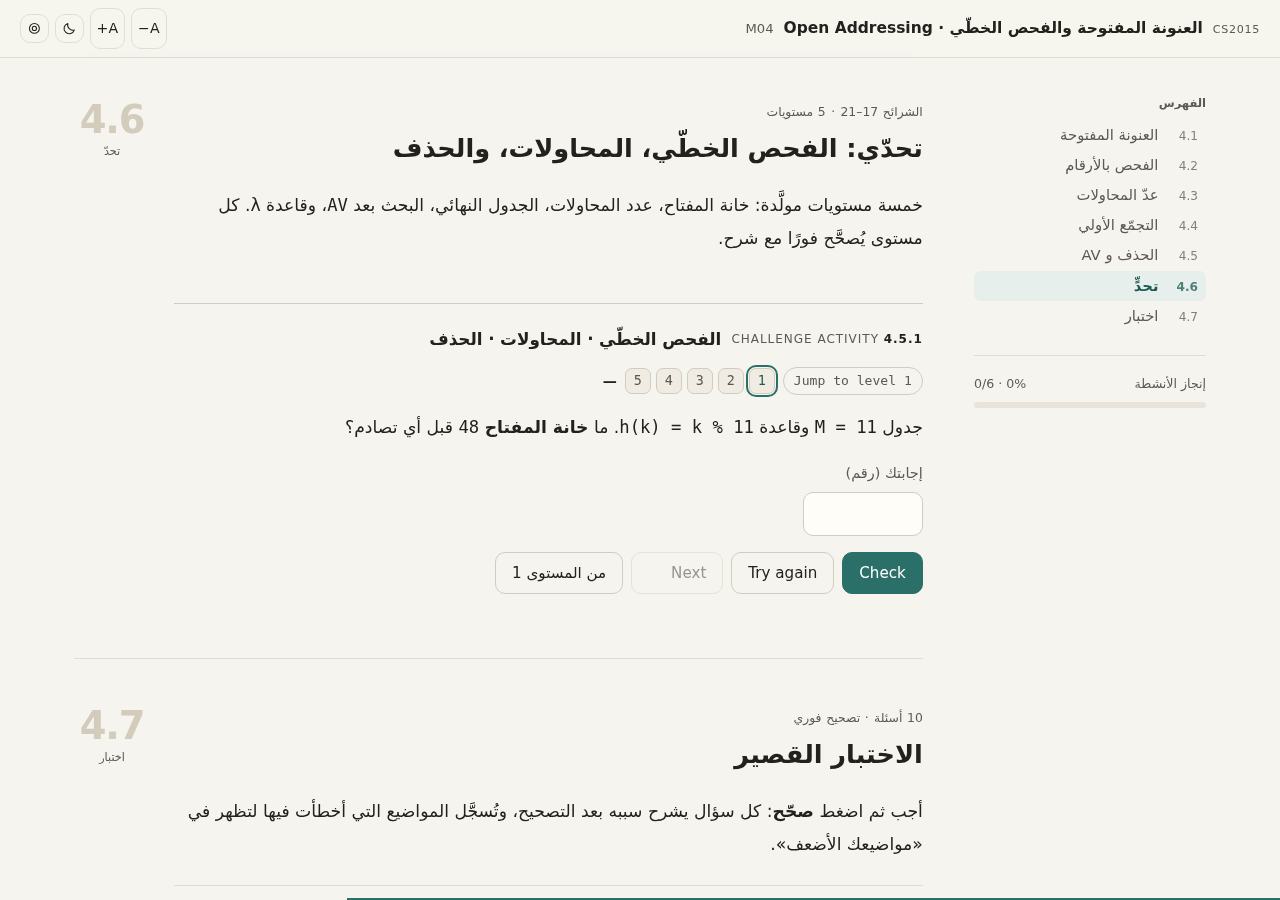 CS2015 العنونة المفتوحة والفحص الخطّي · Open Addressing M04
A− A+
الفهرس
4.1 العنونة المفتوحة
4.2 الفحص بالأرقام
4.3 عدّ المحاولات
4.4 التجمّع الأولي
4.5 الحذف و AV
4.6 تحدٍّ
4.7 اختبار
إنجاز الأنشطة 0/6 · 0%
4.6
تحدّ
الشرائح 17–21 · 5 مستويات
تحدّي: الفحص الخطّي، المحاولات، والحذف
خمسة مستويات مولَّدة: خانة المفتاح، عدد المحاولات، الجدول النهائي، البحث بعد AV، وقاعدة λ. كل
مستوى يُصحَّح فورًا مع شرح.
CHALLENGE ACTIVITY 4.5.1 الفحص الخطّي · المحاولات · الحذف
Jump to level 1 1 2 3 4 5 —
جدول M = 11 وقاعدة h(k) = k % 11. ما خانة المفتاح 48 قبل أي تصادم؟
إجابتك (رقم)
Check Try again Next من المستوى 1
4.7
اختبار
10 أسئلة · تصحيح فوري
الاختبار القصير
أجب ثم اضغط صحّح: كل سؤال يشرح سببه بعد التصحيح، وتُسجَّل المواضيع التي أخطأت فيها لتظهر في
«مواضيعك الأضعف».